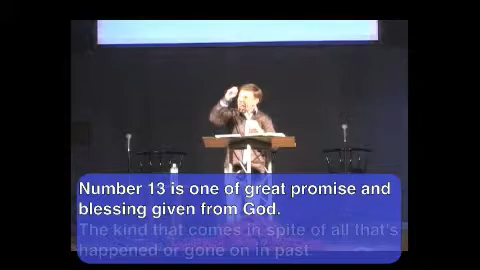 Number 13 is one of great promise and
blessing given from God.
The kind that comes in spite of all that's
happened or gone on in past.